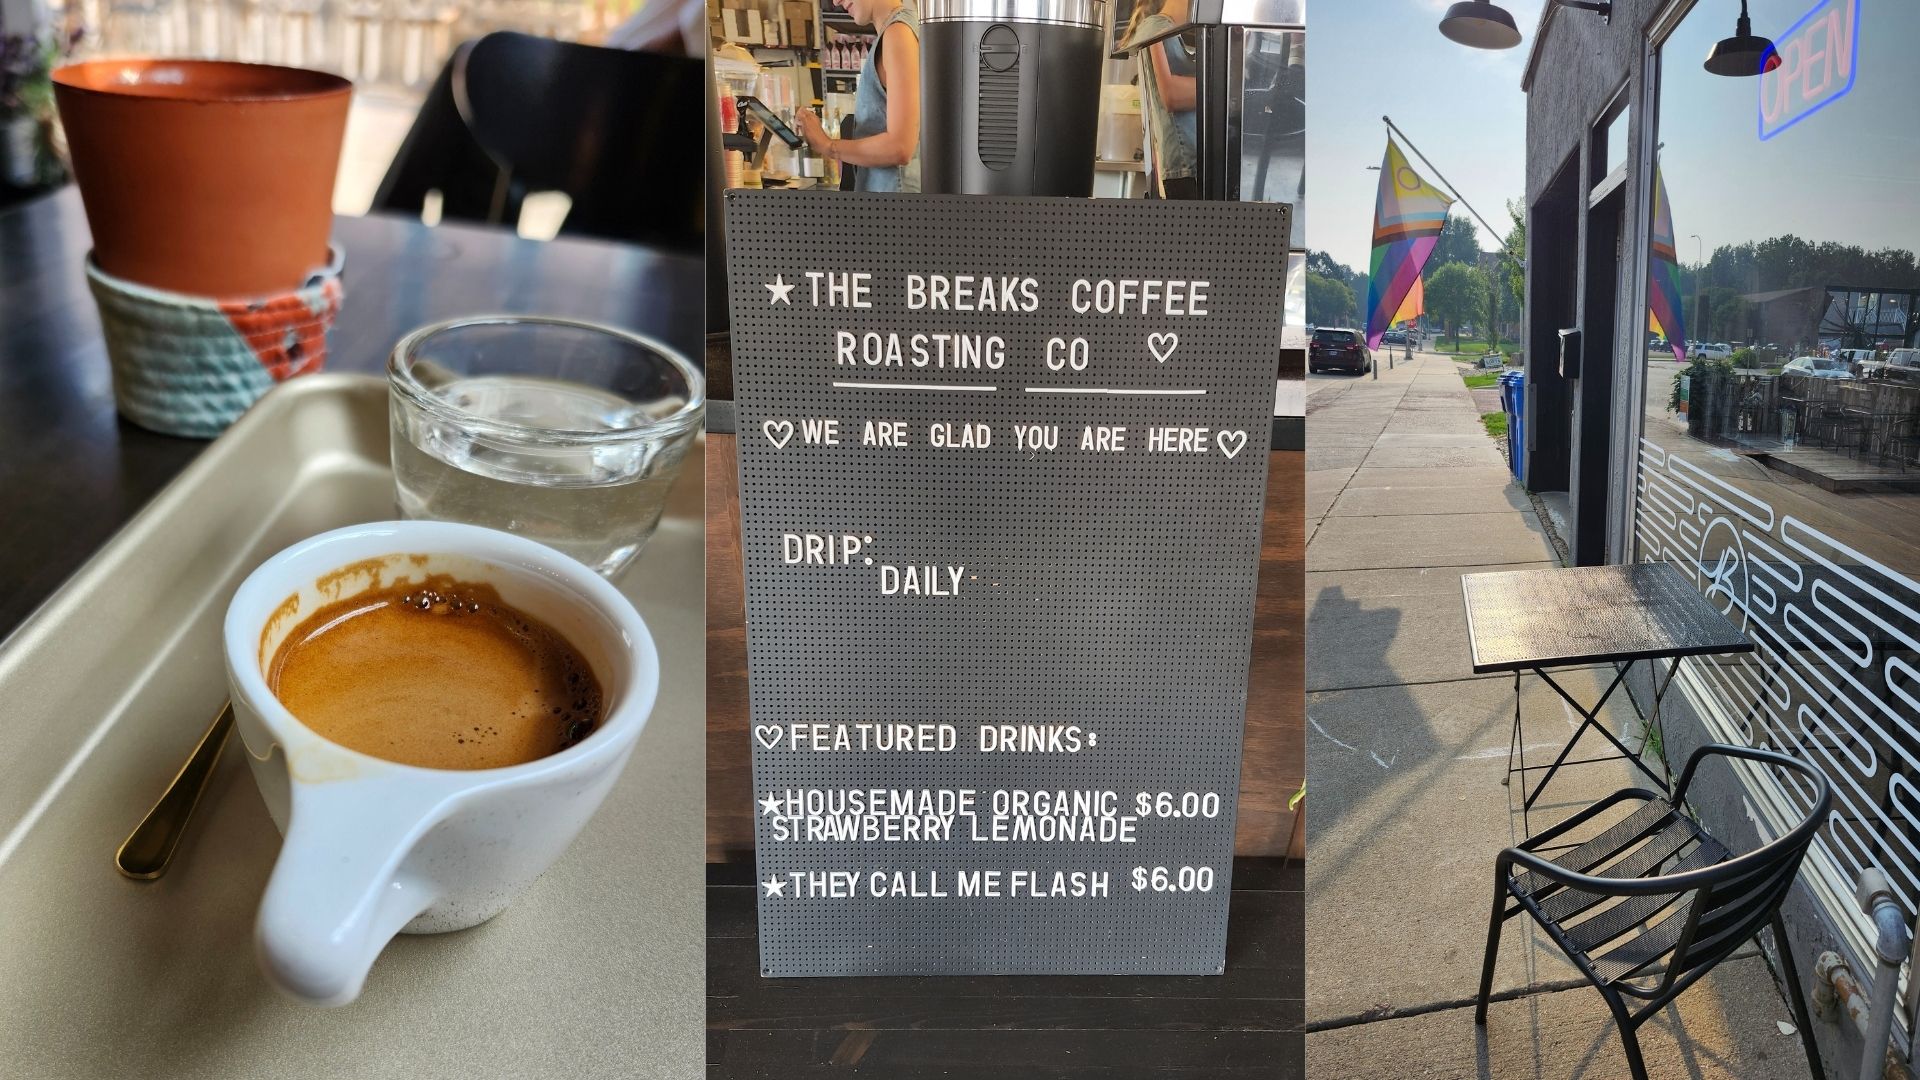 ★THE BREAKS COFFEE
ROASTING CO ♡
♡WE ARE GLAD YOU ARE HERE♡
DRIP:
DAILY
♡FEATURED DRINKS:
★HOUSEMADE ORGANIC $6.00
STRAWBERRY LEMONADE
★THEY CALL ME FLASH $6.00
OPEN
B